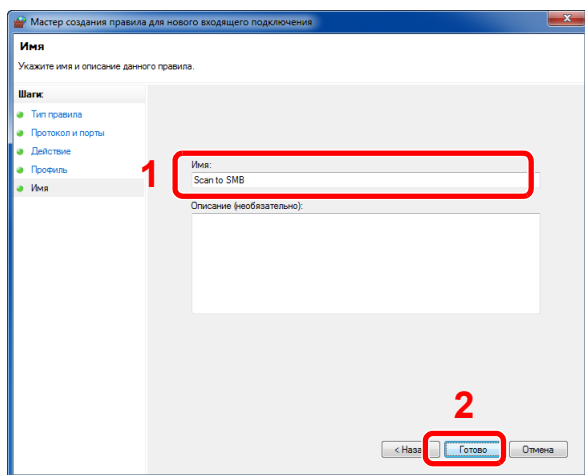 Мастер создания правила для нового входящего подключения
Имя
Укажите имя и описание данного правила.
Шаги:
Тип правила
Протокол и порты
Действие
Профиль
Имя
1
Имя:
Scan to SMB
Описание (необязательно):
2
< Наза
Готово
Отмена